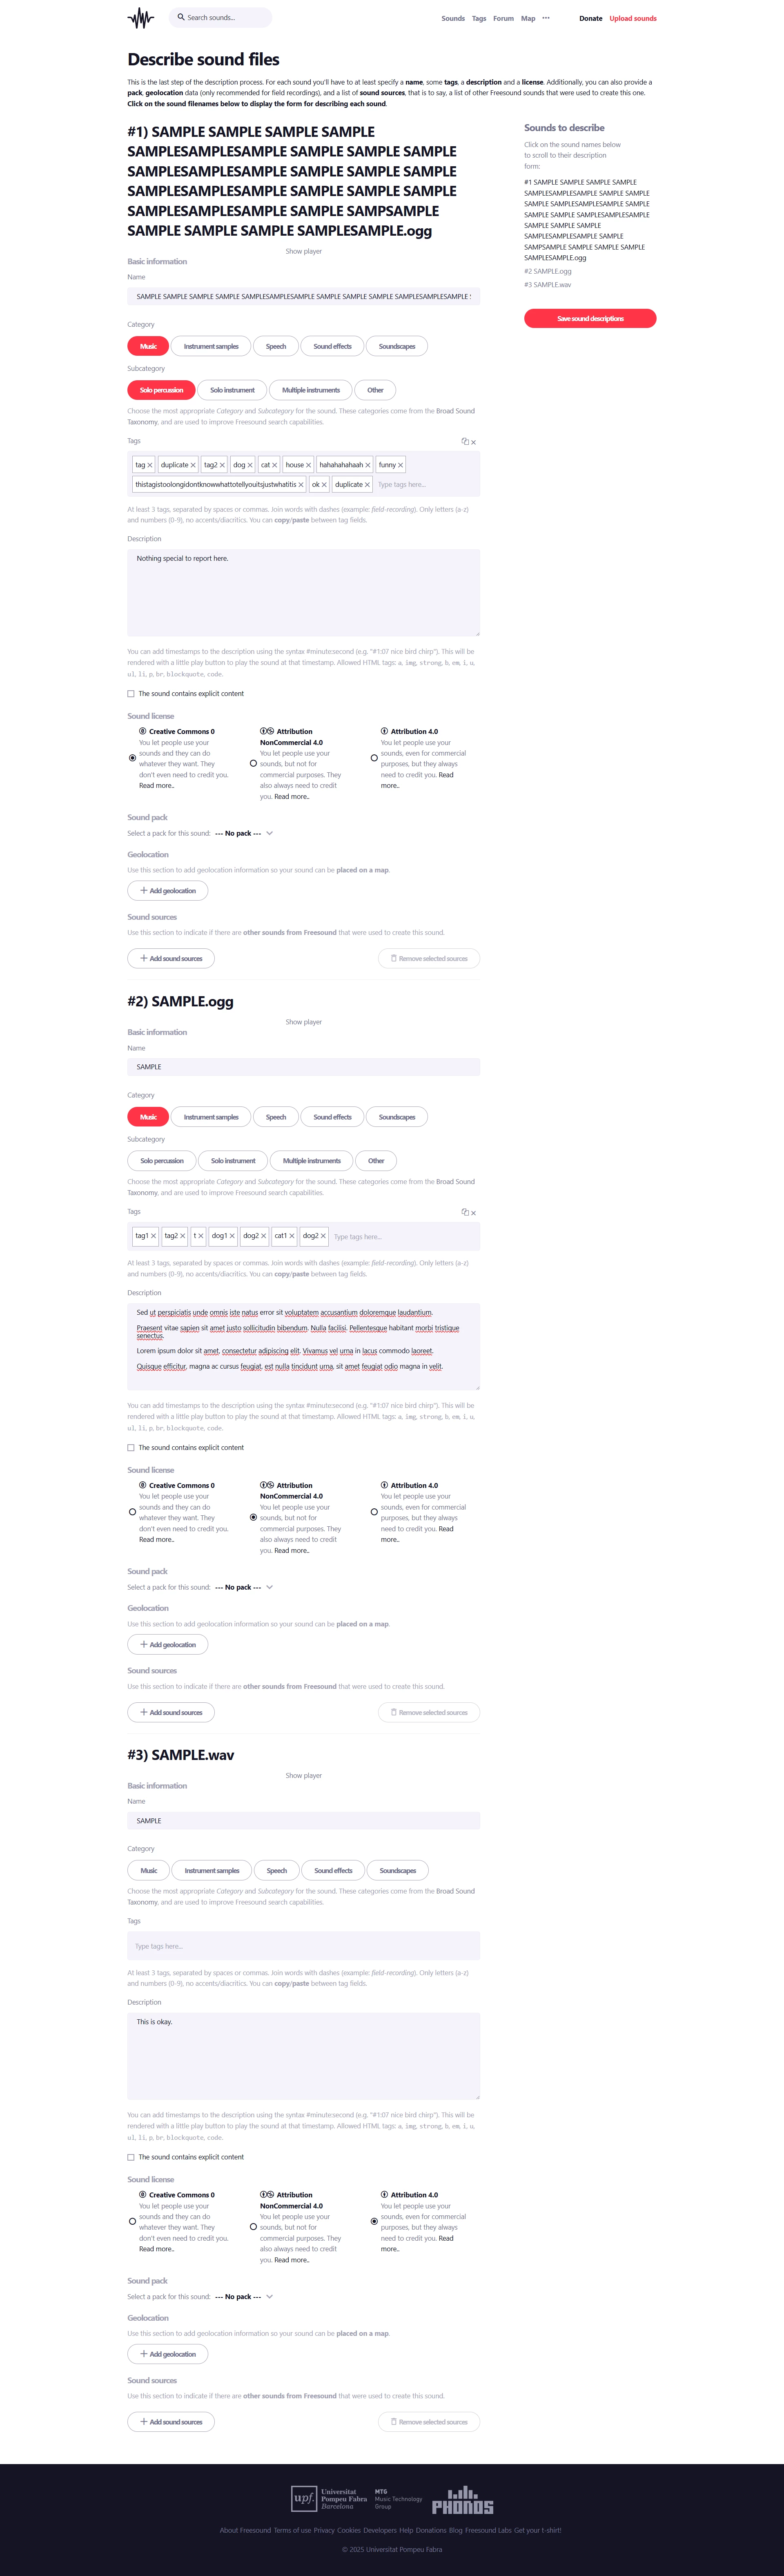 Search sounds...
Sounds Tags Forum Map ··· Donate Upload sounds
Describe sound files
This is the last step of the description process. For each sound you'll have to at least specify a name, some tags, a description and a license. Additionally, you can also provide a
pack, geolocation data (only recommended for field recordings), and a list of sound sources, that is to say, a list of other Freesound sounds that were used to create this one.
Click on the sound filenames below to display the form for describing each sound.
#1) SAMPLE SAMPLE SAMPLE SAMPLE
SAMPLESAMPLESAMPLE SAMPLE SAMPLE SAMPLE
SAMPLESAMPLESAMPLE SAMPLE SAMPLE SAMPLE
SAMPLESAMPLESAMPLE SAMPLE SAMPLE SAMPLE
SAMPLESAMPLESAMPLE SAMPLE SAMPSAMPLE
SAMPLE SAMPLE SAMPLE SAMPLESAMPLE.ogg
Show player
Basic information
Name
SAMPLE SAMPLE SAMPLE SAMPLE SAMPLESAMPLESAMPLE SAMPLE SAMPLE SAMPLE SAMPLESAMPLESAMPLE
Category
Music Instrument samples Speech Sound effects Soundscapes
Subcategory
Solo percussion Solo instrument Multiple instruments Other
Choose the most appropriate Category and Subcategory for the sound. These categories come from the Broad Sound
Taxonomy, and are used to improve Freesound search capabilities.
Tags
tag duplicate tag2 dog cat house hahahahahaah funny
thistagistoolongidontknowwhattotellyouitsjustwhatitis ok duplicate Type tags here...
At least 3 tags, separated by spaces or commas. Join words with dashes (example: field-recording). Only letters (a-z)
and numbers (0-9), no accents/diacritics. You can copy/paste between tag fields.
Description
Nothing special to report here.
You can add timestamps to the description using the syntax #minute:second (e.g. "#1:07 nice bird chirp"). This will be
rendered with a little play button to play the sound at that timestamp. Allowed HTML tags: a, img, strong, b, em, i, u,
ul, li, p, br, blockquote, code.
The sound contains explicit content
Sound license
Creative Commons 0
You let people use your
sounds and they can do
whatever they want. They
don't even need to credit you.
Read more..
Attribution
NonCommercial 4.0
You let people use your
sounds, but not for
commercial purposes. They
also always need to credit
you. Read more..
Attribution 4.0
You let people use your
sounds, even for commercial
purposes, but they always
need to credit you. Read
more..
Sound pack
Select a pack for this sound: --- No pack ---
Geolocation
Use this section to add geolocation information so your sound can be placed on a map.
Add geolocation
Sound sources
Use this section to indicate if there are other sounds from Freesound that were used to create this sound.
Add sound sources Remove selected sources
#2) SAMPLE.ogg
Show player
Basic information
Name
SAMPLE
Category
Music Instrument samples Speech Sound effects Soundscapes
Subcategory
Solo percussion Solo instrument Multiple instruments Other
Choose the most appropriate Category and Subcategory for the sound. These categories come from the Broad Sound
Taxonomy, and are used to improve Freesound search capabilities.
Tags
tag1 tag2 t dog1 dog2 cat1 dog2 Type tags here...
At least 3 tags, separated by spaces or commas. Join words with dashes (example: field-recording). Only letters (a-z)
and numbers (0-9), no accents/diacritics. You can copy/paste between tag fields.
Description
Sed ut perspiciatis unde omnis iste natus error sit voluptatem accusantium doloremque laudantium.
Praesent vitae sapien sit amet justo sollicitudin bibendum. Nulla facilisi. Pellentesque habitant morbi tristique
senectus.
Lorem ipsum dolor sit amet, consectetur adipiscing elit. Vivamus vel urna in lacus commodo laoreet.
Quisque efficitur, magna ac cursus feugiat, est nulla tincidunt urna, sit amet feugiat odio magna in velit.
You can add timestamps to the description using the syntax #minute:second (e.g. "#1:07 nice bird chirp"). This will be
rendered with a little play button to play the sound at that timestamp. Allowed HTML tags: a, img, strong, b, em, i, u,
ul, li, p, br, blockquote, code.
The sound contains explicit content
Sound license
Creative Commons 0
You let people use your
sounds and they can do
whatever they want. They
don't even need to credit you.
Read more..
Attribution
NonCommercial 4.0
You let people use your
sounds, but not for
commercial purposes. They
also always need to credit
you. Read more..
Attribution 4.0
You let people use your
sounds, even for commercial
purposes, but they always
need to credit you. Read
more..
Sound pack
Select a pack for this sound: --- No pack ---
Geolocation
Use this section to add geolocation information so your sound can be placed on a map.
Add geolocation
Sound sources
Use this section to indicate if there are other sounds from Freesound that were used to create this sound.
Add sound sources Remove selected sources
#3) SAMPLE.wav
Show player
Basic information
Name
SAMPLE
Category
Music Instrument samples Speech Sound effects Soundscapes
Choose the most appropriate Category and Subcategory for the sound. These categories come from the Broad Sound
Taxonomy, and are used to improve Freesound search capabilities.
Tags
Type tags here...
At least 3 tags, separated by spaces or commas. Join words with dashes (example: field-recording). Only letters (a-z)
and numbers (0-9), no accents/diacritics. You can copy/paste between tag fields.
Description
This is okay.
You can add timestamps to the description using the syntax #minute:second (e.g. "#1:07 nice bird chirp"). This will be
rendered with a little play button to play the sound at that timestamp. Allowed HTML tags: a, img, strong, b, em, i, u,
ul, li, p, br, blockquote, code.
The sound contains explicit content
Sound license
Creative Commons 0
You let people use your
sounds and they can do
whatever they want. They
don't even need to credit you.
Read more..
Attribution
NonCommercial 4.0
You let people use your
sounds, but not for
commercial purposes. They
also always need to credit
you. Read more..
Attribution 4.0
You let people use your
sounds, even for commercial
purposes, but they always
need to credit you. Read
more..
Sound pack
Select a pack for this sound: --- No pack ---
Geolocation
Use this section to add geolocation information so your sound can be placed on a map.
Add geolocation
Sound sources
Use this section to indicate if there are other sounds from Freesound that were used to create this sound.
Add sound sources Remove selected sources
Sounds to describe
Click on the sound names below
to scroll to their description
form:
#1 SAMPLE SAMPLE SAMPLE SAMPLE
SAMPLESAMPLESAMPLE SAMPLE SAMPLE
SAMPLE SAMPLESAMPLESAMPLE SAMPLE
SAMPLE SAMPLE SAMPLESAMPLESAMPLE
SAMPLE SAMPLE SAMPLE
SAMPLESAMPLESAMPLE SAMPLE
SAMPSAMPLE SAMPLE SAMPLE SAMPLE
SAMPLESAMPLE.ogg
#2 SAMPLE.ogg
#3 SAMPLE.wav
Save sound descriptions
upf. Universitat
Pompeu Fabra
Barcelona
MTG
Music Technology
Group
PHONOS
About Freesound Terms of use Privacy Cookies Developers Help Donations Blog Freesound Labs Get your t-shirt!
© 2025 Universitat Pompeu Fabra